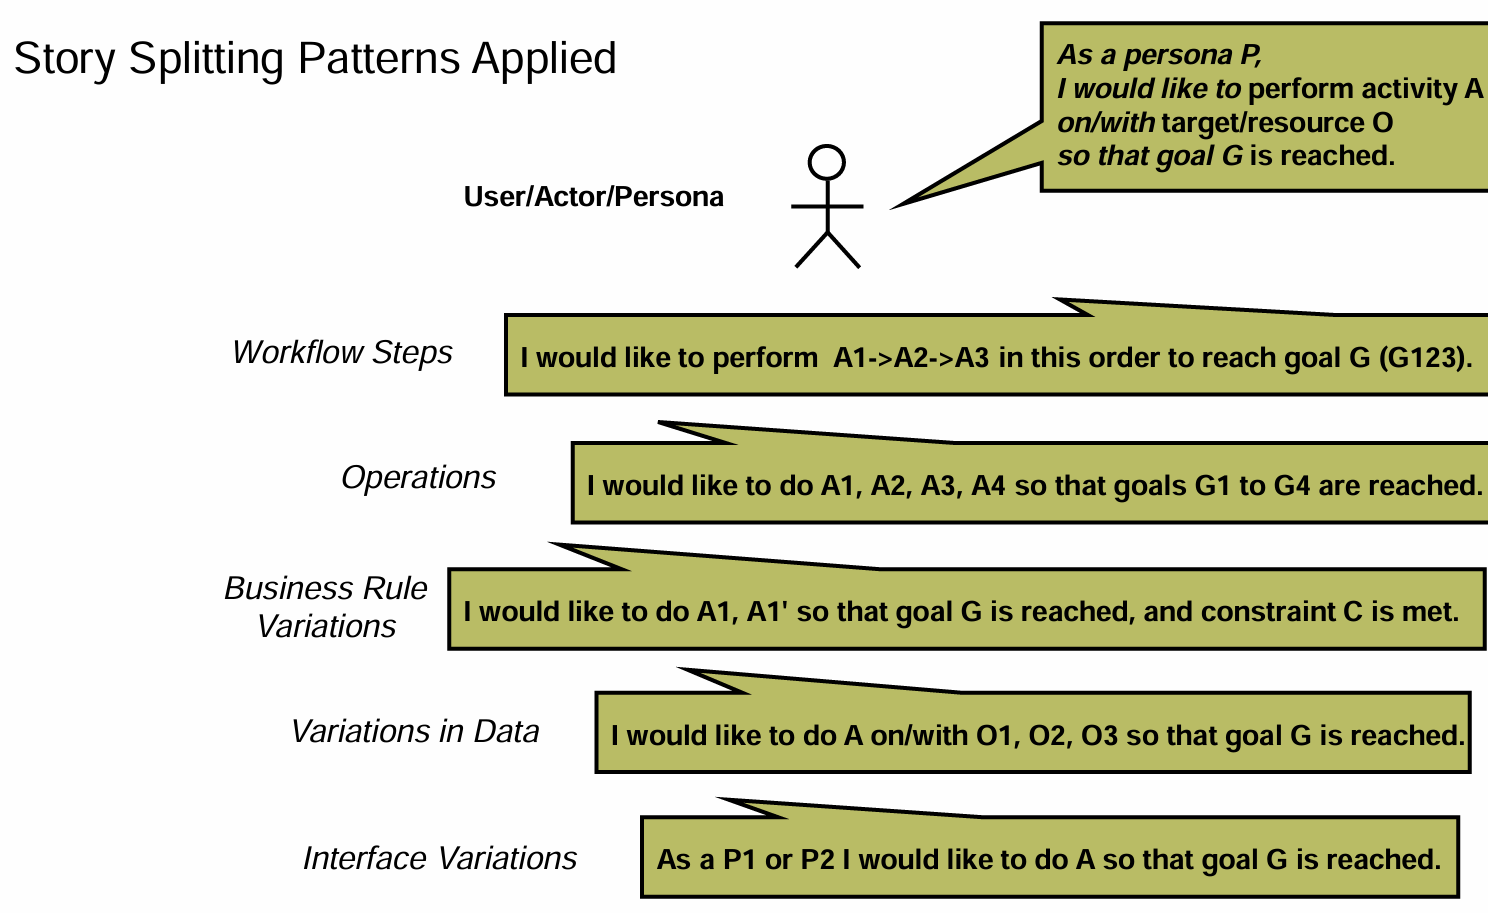 Story Splitting Patterns Applied
As a persona P,
I would like to perform activity A
on/with target/resource O
so that goal G is reached.
User/Actor/Persona
Workflow Steps
I would like to perform  A1->A2->A3 in this order to reach goal G (G123).
Operations
I would like to do A1, A2, A3, A4 so that goals G1 to G4 are reached.
Business Rule
Variations
I would like to do A1, A1' so that goal G is reached, and constraint C is met.
Variations in Data
I would like to do A on/with O1, O2, O3 so that goal G is reached.
Interface Variations
As a P1 or P2 I would like to do A so that goal G is reached.